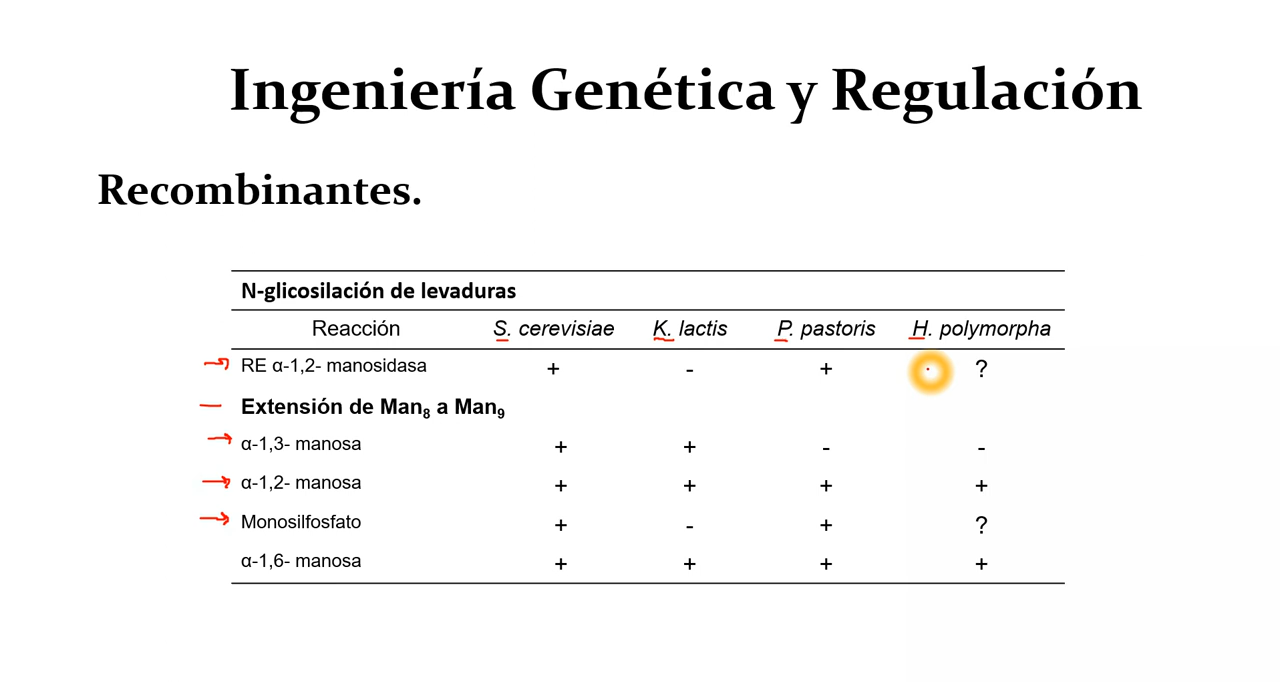 Ingeniería Genética y Regulación
Recombinantes.
N-glicosilación de levaduras
Reacción S. cerevisiae K. lactis P. pastoris H. polymorpha
RE α-1,2- manosidasa + - + ?
Extensión de Man₈ a Man₉
α-1,3- manosa + + - -
α-1,2- manosa + + + +
Monosilfosfato + - + ?
α-1,6- manosa + + + +